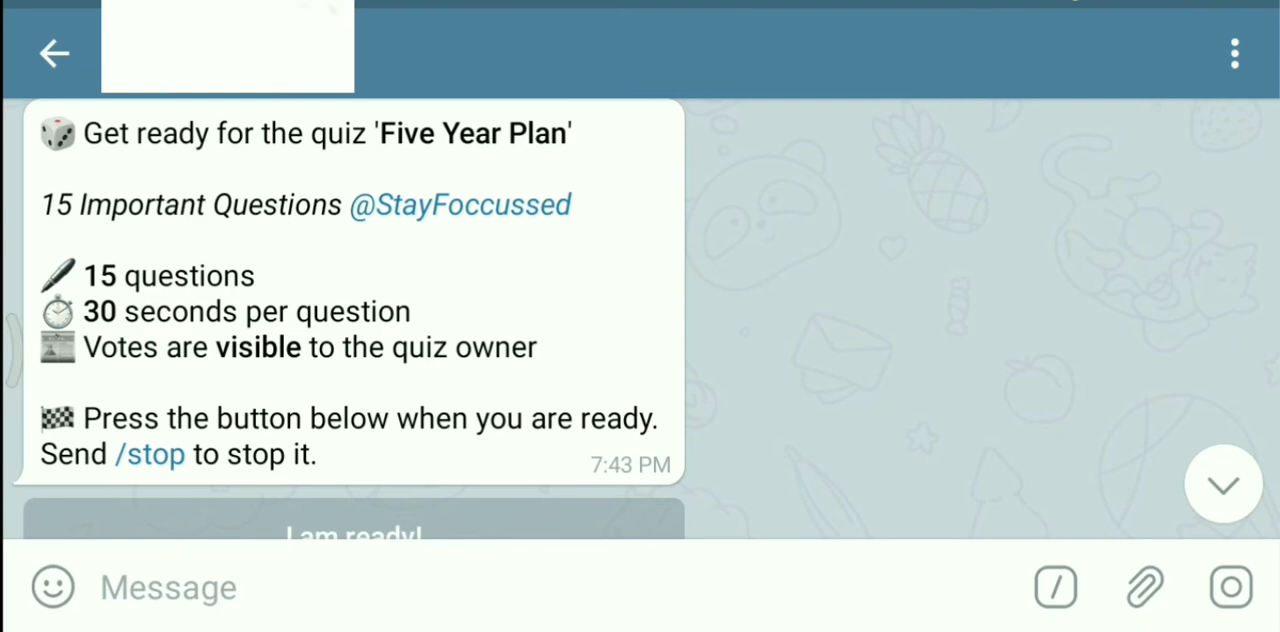 Get ready for the quiz 'Five Year Plan'
15 Important Questions @StayFoccussed
15 questions
30 seconds per question
Votes are visible to the quiz owner
Press the button below when you are ready.
Send /stop to stop it.
7:43 PM
I am ready!
Message